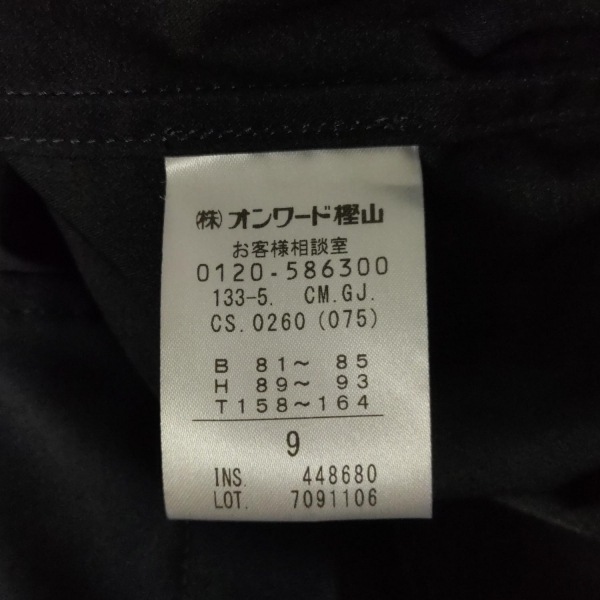 (株)オンワード樫山
お客様相談室
0120-586300
133-5. CM.GJ.
CS.0260(075)
B 81～ 85
H 89～ 93
T158～164
9
INS. 448680
LOT. 7091106